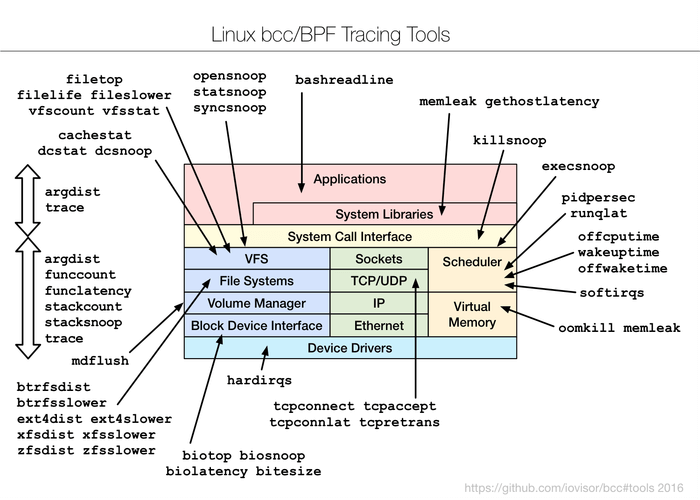 Linux bcc/BPF Tracing Tools
filetop
filelife fileslower
vfscount vfsstat
opensnoop
statsnoop
syncsnoop
bashreadline
memleak gethostlatency
cachestat
dcstat dcsnoop
killsnoop
execsnoop
argdist
trace
pidpersec
runqlat
offcputime
wakeuptime
offwaketime
softirqs
argdist
funccount
funclatency
stackcount
stacksnoop
trace
Applications
System Libraries
System Call Interface
VFS
Sockets
Scheduler
File Systems
TCP/UDP
Volume Manager
IP
Virtual
Memory
Block Device Interface
Ethernet
Device Drivers
oomkill memleak
mdflush
hardirqs
btrfsdist
btrfsslower
ext4dist ext4slower
xfsdist xfsslower
zfsdist zfsslower
tcpconnect tcpaccept
tcpconnlat tcpretrans
biotop biosnoop
biolatency bitesize
https://github.com/iovisor/bcc#tools 2016